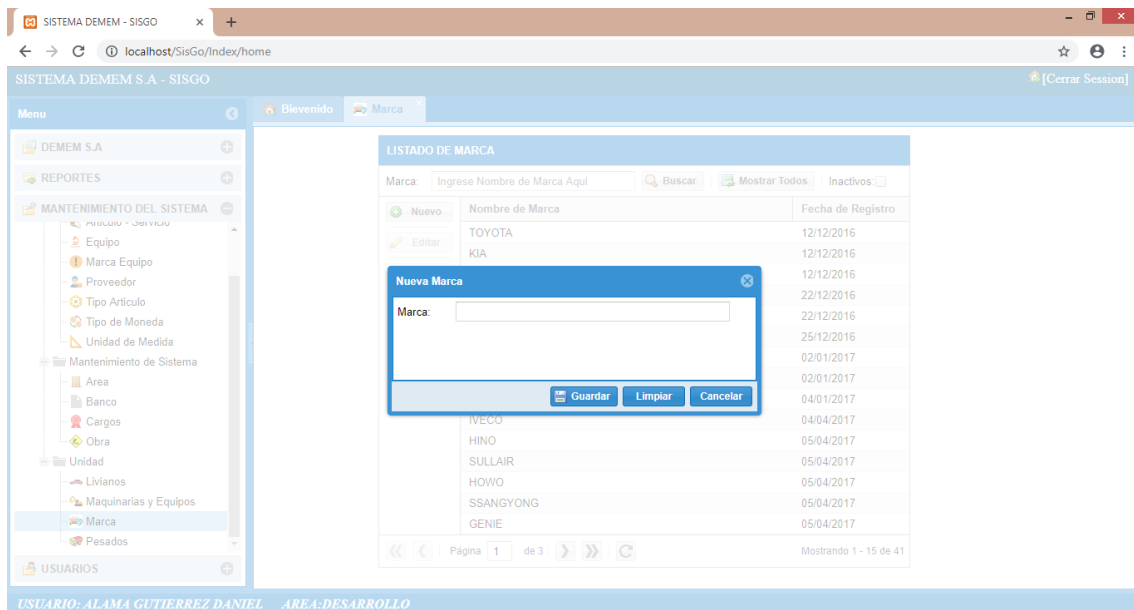 SISTEMA DEMEM - SISGO
localhost/SisGo/Index/home
SISTEMA DEMEM S.A - SISGO
[Cerrar Session]
Menu
Bievenido
Marca
DEMEM S.A
REPORTES
MANTENIMIENTO DEL SISTEMA
Articulo - Servicio
Equipo
Marca Equipo
Proveedor
Tipo Articulo
Tipo de Moneda
Unidad de Medida
Mantenimiento de Sistema
Area
Banco
Cargos
Obra
Unidad
Livianos
Maquinarias y Equipos
Marca
Pesados
USUARIOS
LISTADO DE MARCA
Marca: Ingrese Nombre de Marca Aqui Buscar Mostrar Todos Inactivos:
Nuevo
Editar
Nombre de Marca Fecha de Registro
TOYOTA 12/12/2016
KIA 12/12/2016
12/12/2016
22/12/2016
22/12/2016
25/12/2016
02/01/2017
02/01/2017
04/01/2017
IVECO 04/04/2017
HINO 05/04/2017
SULLAIR 05/04/2017
HOWO 05/04/2017
SSANGYONG 05/04/2017
GENIE 05/04/2017
Página 1 de 3 Mostrando 1 - 15 de 41
Nueva Marca
Marca:
Guardar Limpiar Cancelar
USUARIO: ALAMA GUTIERREZ DANIEL AREA:DESARROLLO